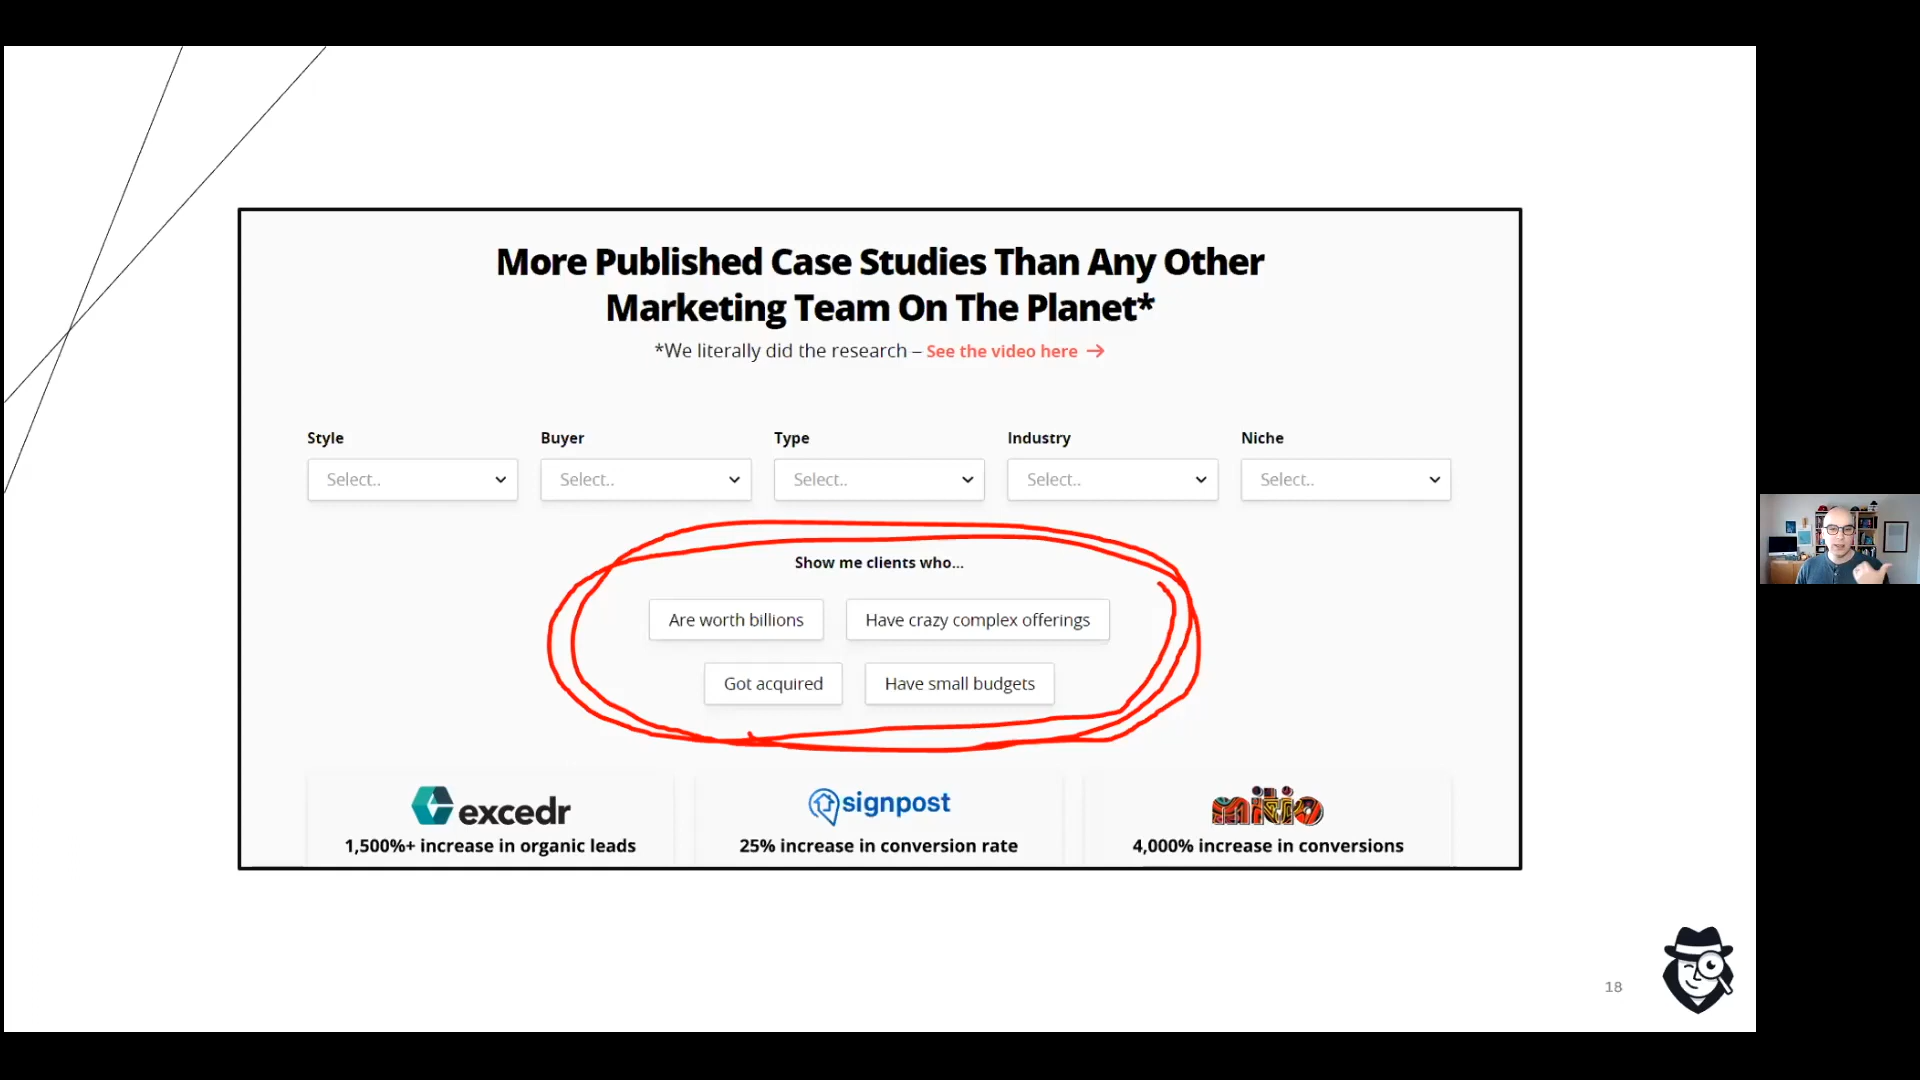 More Published Case Studies Than Any Other
Marketing Team On The Planet*
*We literally did the research – See the video here →
Style Buyer Type Industry Niche
Select.. Select.. Select.. Select.. Select..
Show me clients who...
Are worth billions Have crazy complex offerings
Got acquired Have small budgets
excedr signpost mitio
1,500%+ increase in organic leads 25% increase in conversion rate 4,000% increase in conversions
18